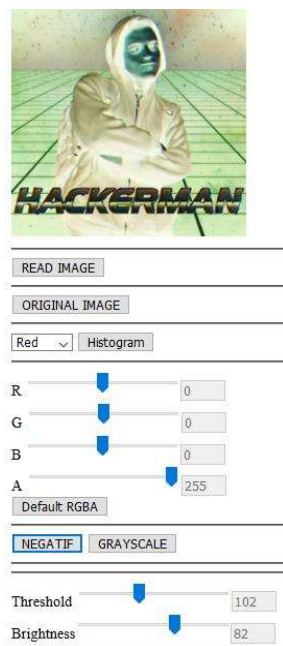 HACKERMAN
READ IMAGE
ORIGINAL IMAGE
Red Histogram
R 0
G 0
B 0
A 255
Default RGBA
NEGATIF GRAYSCALE
Threshold 102
Brightness 82